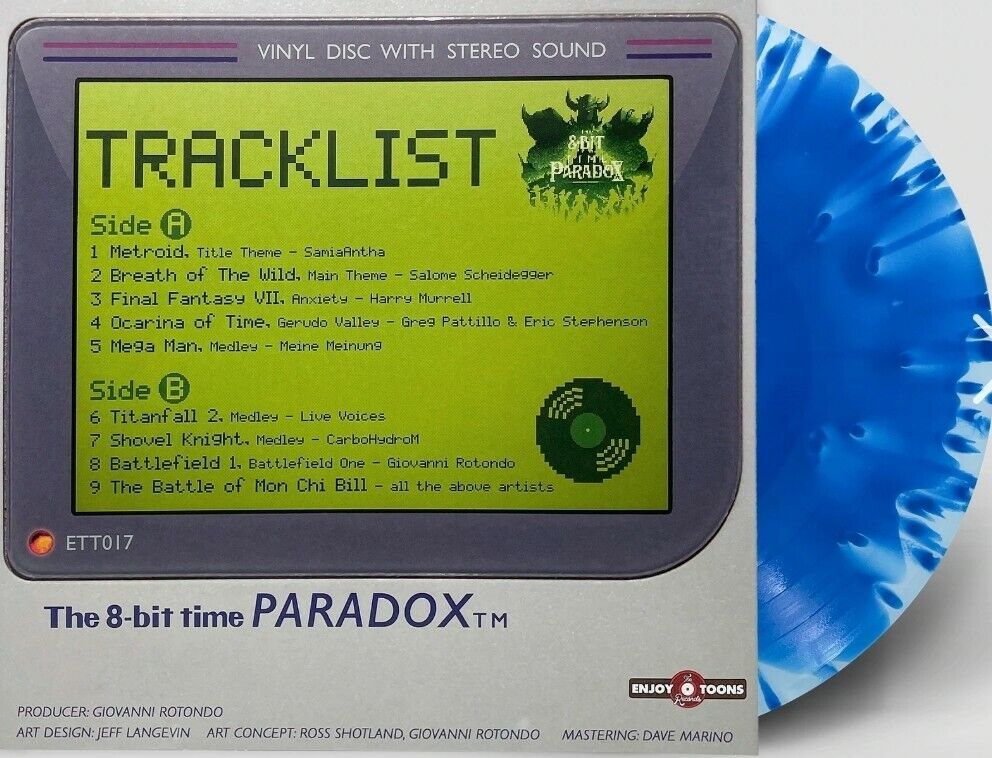 VINYL DISC WITH STEREO SOUND
TRACKLIST
THE
8-BIT
TIME
PARADOX
Side A
1 Metroid, Title Theme - SamiaAntha
2 Breath of The Wild, Main Theme - Salome Scheidegger
3 Final Fantasy VII, Anxiety - Harry Murrell
4 Ocarina of Time, Gerudo Valley - Greg Pattillo & Eric Stephenson
5 Mega Man, Medley - Meine Meinung
Side B
6 Titanfall 2, Medley - Live Voices
7 Shovel Knight, Medley - CarboHydroM
8 Battlefield 1, Battlefield One - Giovanni Rotondo
9 The Battle of Mon Chi Bill - all the above artists
ETT017
The 8-bit time PARADOX TM
The
ENJOY TOONS
Records
PRODUCER: GIOVANNI ROTONDO
ART DESIGN: JEFF LANGEVIN ART CONCEPT: ROSS SHOTLAND, GIOVANNI ROTONDO MASTERING: DAVE MARINO